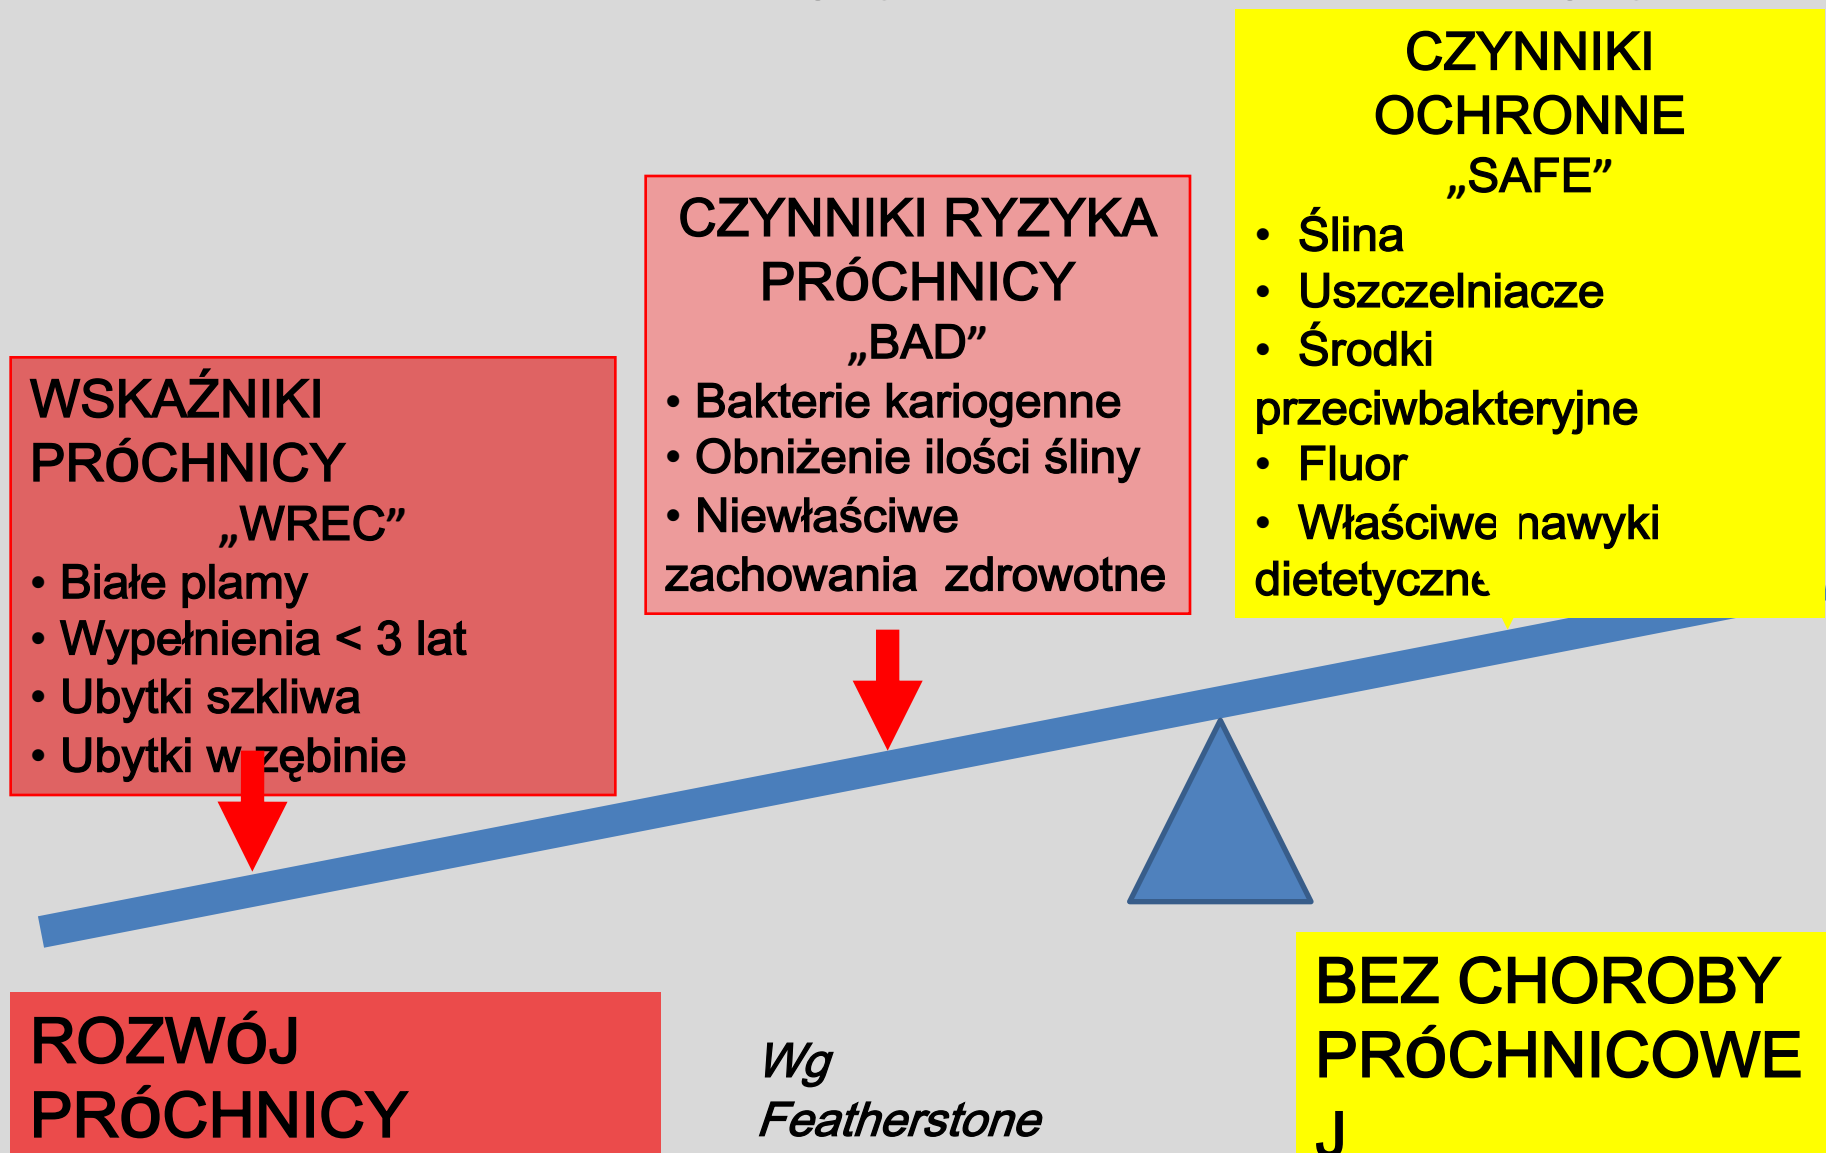 WSKAŹNIKI
PRÓCHNICY
„WREC”
• Białe plamy
• Wypełnienia < 3 lat
• Ubytki szkliwa
• Ubytki w zębinie
CZYNNIKI RYZYKA
PRÓCHNICY
„BAD”
• Bakterie kariogenne
• Obniżenie ilości śliny
• Niewłaściwe
zachowania zdrowotne
CZYNNIKI
OCHRONNE
„SAFE”
• Ślina
• Uszczelniacze
• Środki
przeciwbakteryjne
• Fluor
• Właściwe nawyki
dietetyczne
ROZWÓJ
PRÓCHNICY
Wg
Featherstone
BEZ CHOROBY
PRÓCHNICOWE
J